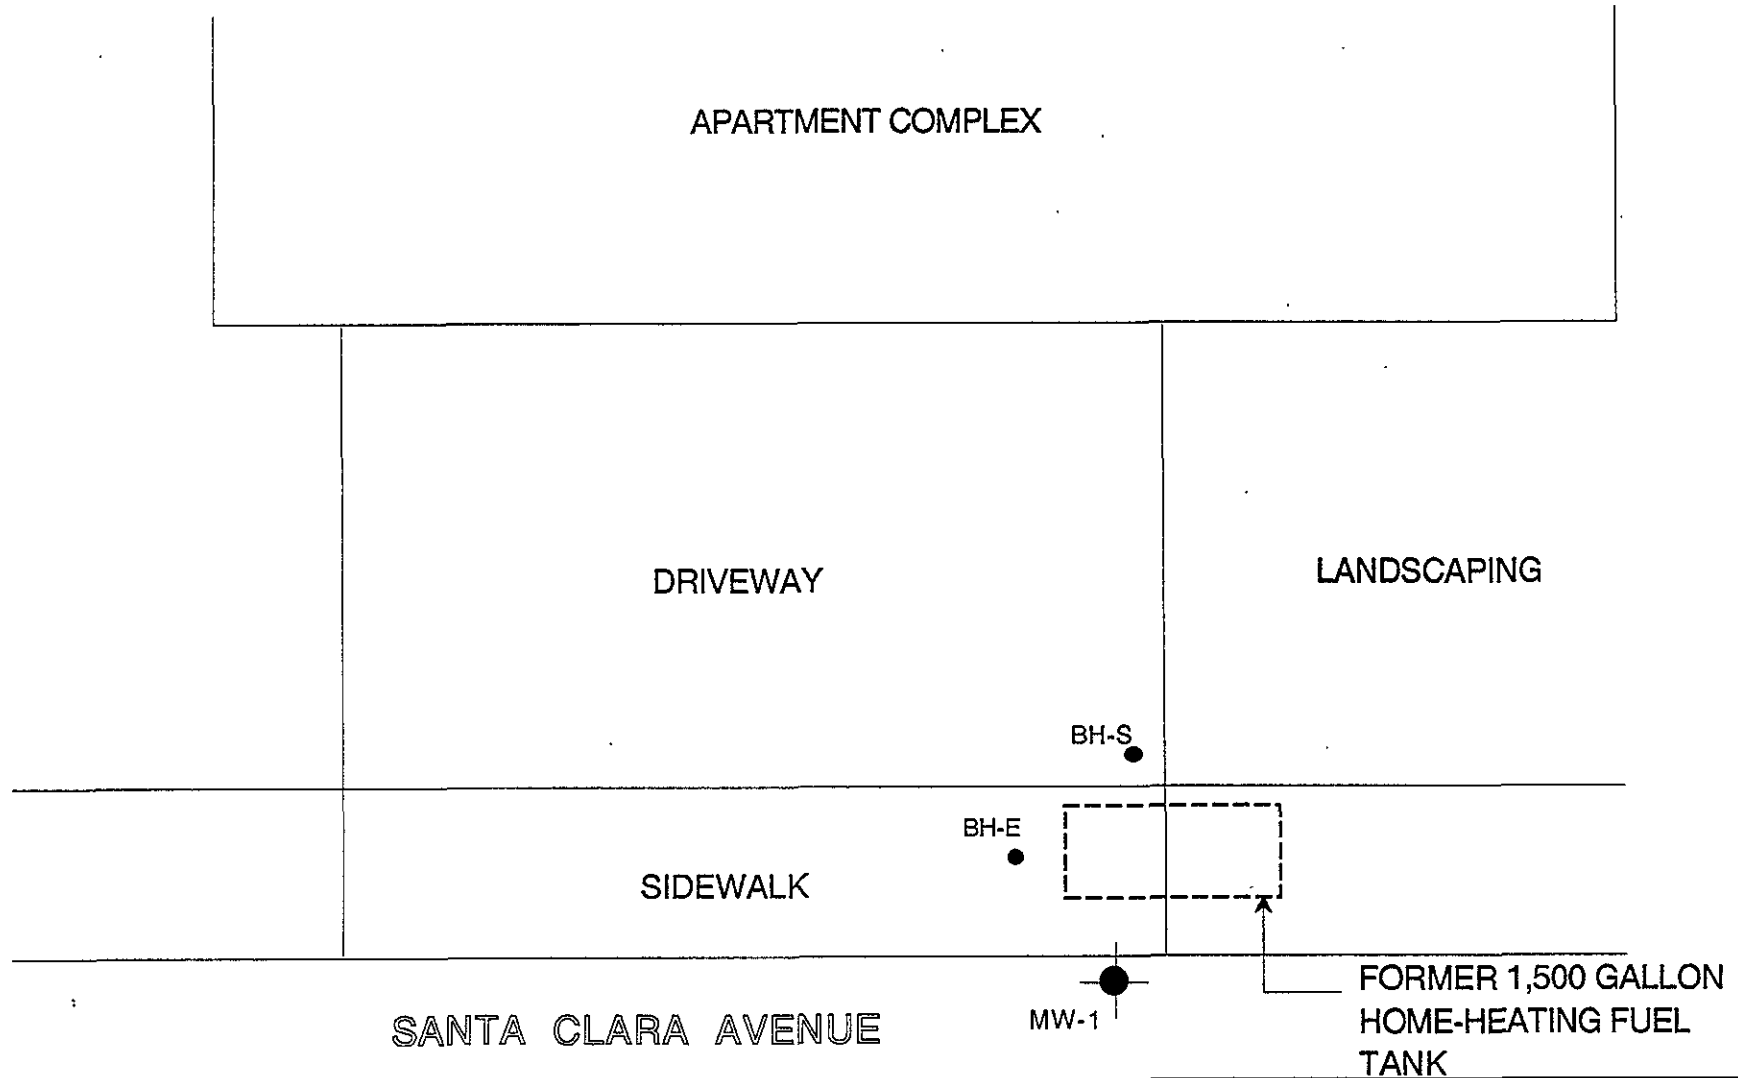 APARTMENT COMPLEX
DRIVEWAY
LANDSCAPING
BH-S
BH-E
SIDEWALK
FORMER 1,500 GALLON
HOME-HEATING FUEL
TANK
MW-1
SANTA CLARA AVENUE